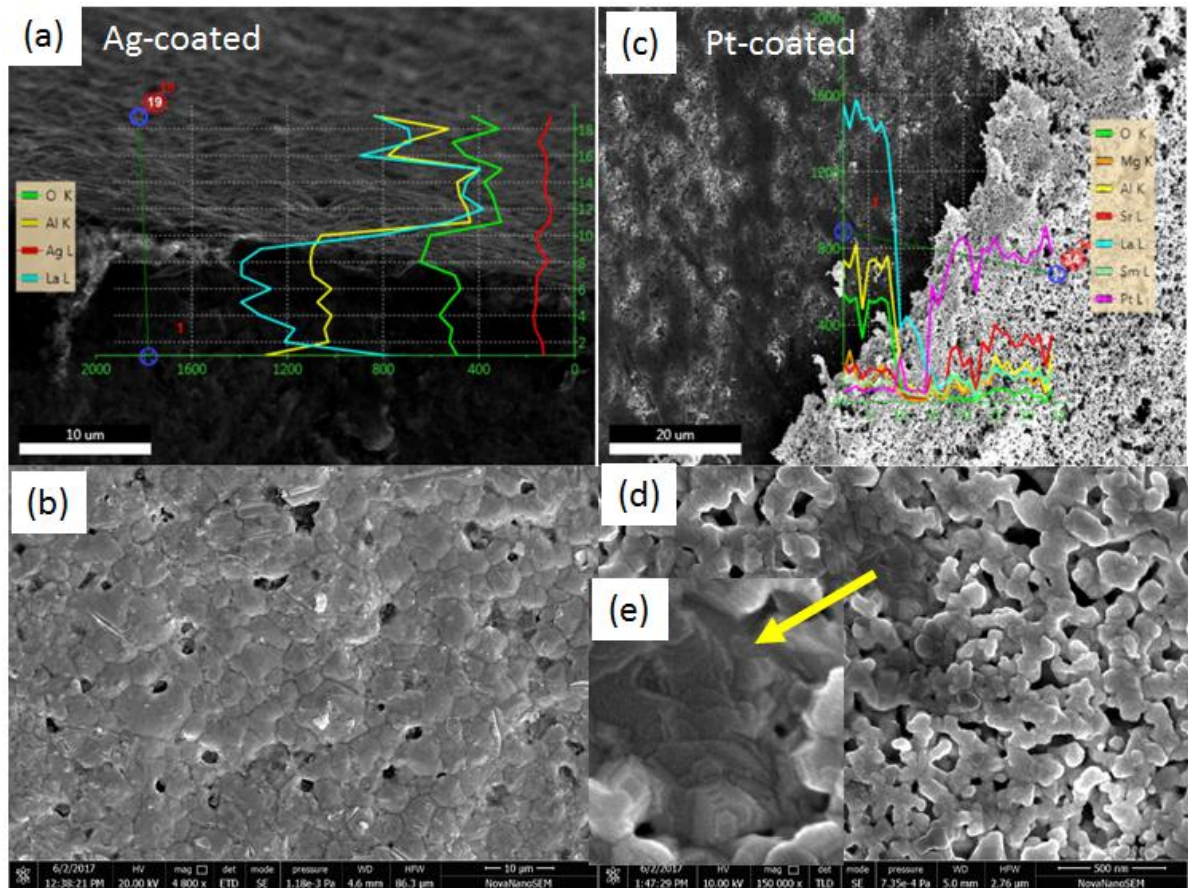 (a) Ag-coated
19
18
16
14
12
10
8
6
4
2
1
2000 1600 1200 800 400 0
O K
Al K
Ag L
La L
10 um
(c) Pt-coated
2000
1600
1200
800
400
1
34
O K
Mg K
Al K
Sr L
La L
Sm L
Pt L
20 um
(b)
6/2/2017 HV mag □ det mode pressure WD HFW 10 µm
12:38:21 PM 20.00 kV 4 800 x ETD SE 1.18e-3 Pa 4.6 mm 86.3 µm NovaNanoSEM
(d)
(e)
6/2/2017 HV mag □ det mode pressure WD HFW 500 nm
1:47:29 PM 10.00 kV 150 000 x TLD SE 7.35e-4 Pa 5.0 mm 2.76 µm NovaNanoSEM